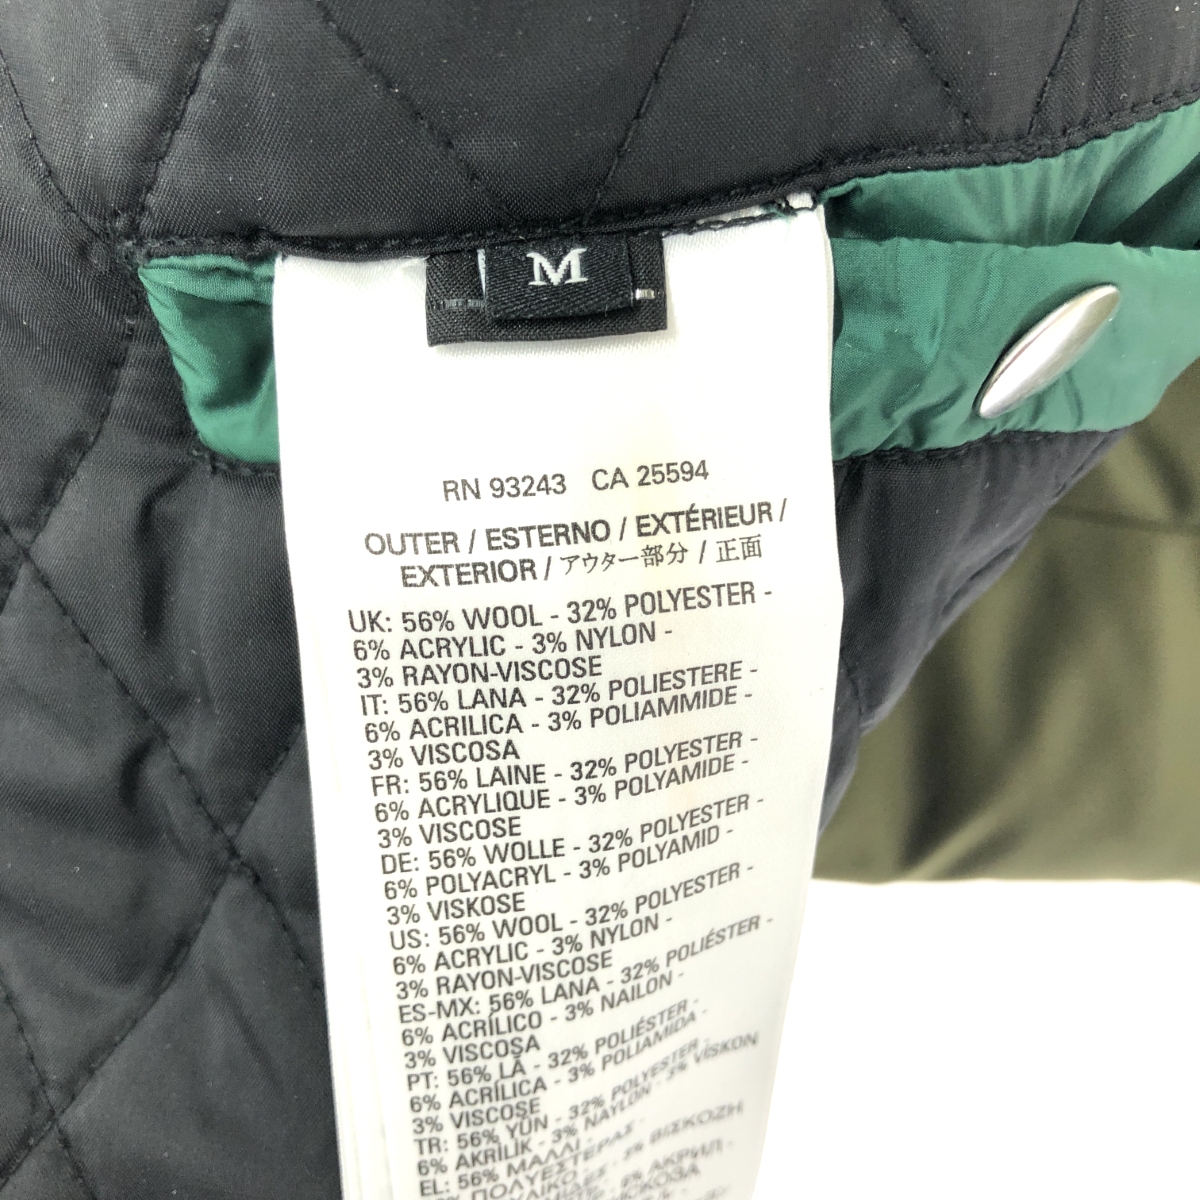 M
RN 93243 CA 25594
OUTER / ESTERNO / EXTÉRIEUR /
EXTERIOR / アウター部分 / 正面
UK: 56% WOOL - 32% POLYESTER -
6% ACRYLIC - 3% NYLON -
3% RAYON-VISCOSE
IT: 56% LANA - 32% POLIESTERE -
6% ACRILICA - 3% POLIAMMIDE -
3% VISCOSA
FR: 56% LAINE - 32% POLYESTER -
6% ACRYLIQUE - 3% POLYAMIDE -
3% VISCOSE
DE: 56% WOLLE - 32% POLYESTER -
6% POLYACRYL - 3% POLYAMID -
3% VISKOSE
US: 56% WOOL - 32% POLYESTER -
6% ACRYLIC - 3% NYLON -
3% RAYON-VISCOSE
ES-MX: 56% LANA - 32% POLIÉSTER -
6% ACRÍLICO - 3% NAILON -
3% VISCOSA
PT: 56% LÃ - 32% POLIÉSTER -
6% ACRÍLICA - 3% POLIAMIDA -
3% VISCOSE
TR: 56% YÜN - 32% POLYESTER -
6% AKRİLİK - 3% NAYLON - 3% VİSKON
EL: 56% ΜΑΛΛΙ -
ΠΟΛΥΕΣΤΕΡΑΣ -
3% ΒΙΣΚΟΖΗ